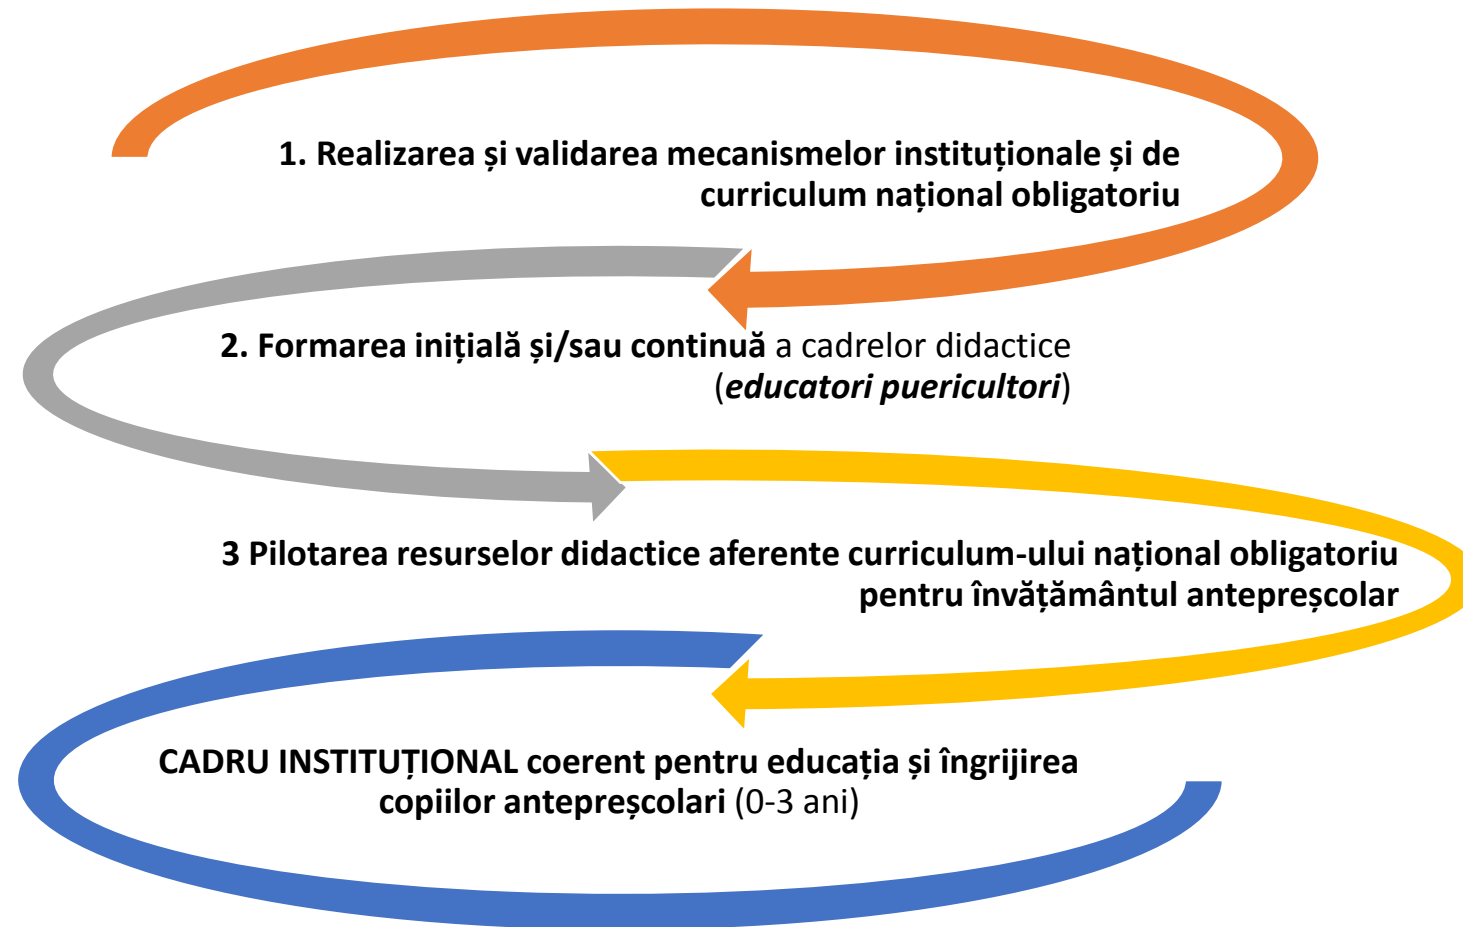 1. Realizarea și validarea mecanismelor instituționale și de
curriculum național obligatoriu
2. Formarea inițială și/sau continuă a cadrelor didactice
(educatori puericultori)
3 Pilotarea resurselor didactice aferente curriculum-ului național obligatoriu
pentru învățământul antepreșcolar
CADRU INSTITUȚIONAL coerent pentru educația și îngrijirea
copiilor antepreșcolari (0-3 ani)